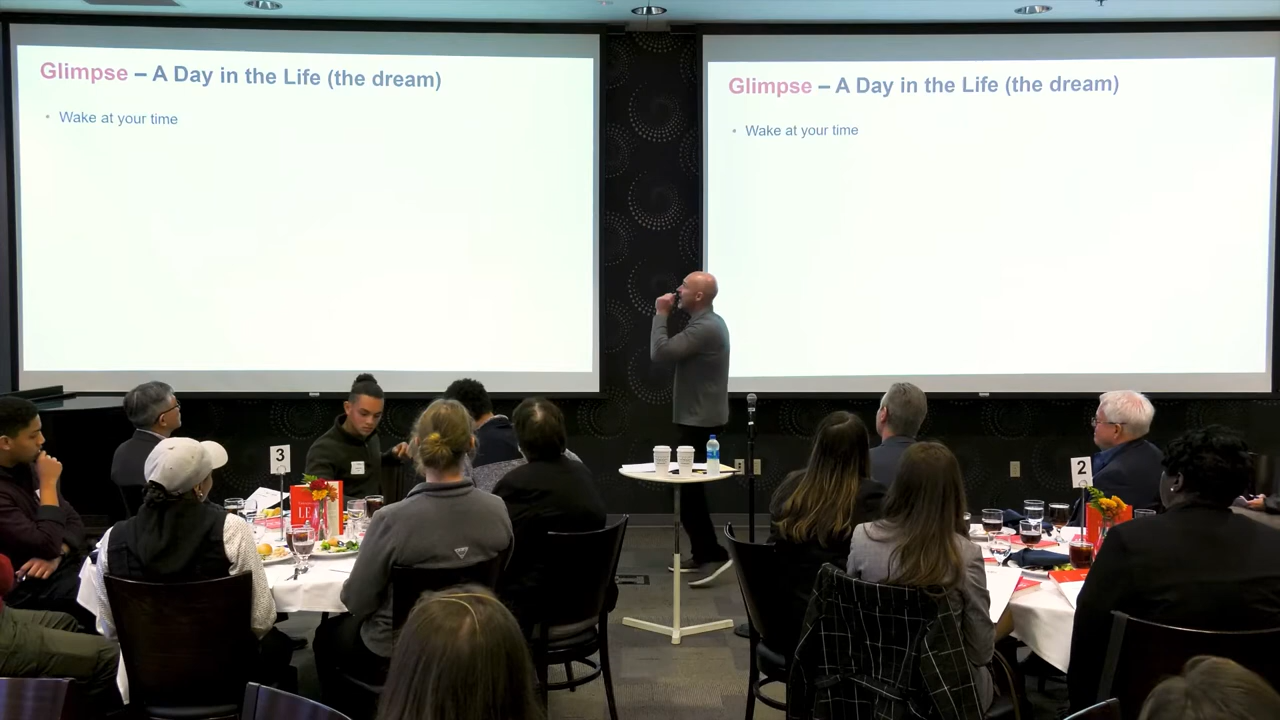 Glimpse – A Day in the Life (the dream)
• Wake at your time
Glimpse – A Day in the Life (the dream)
• Wake at your time
3
2